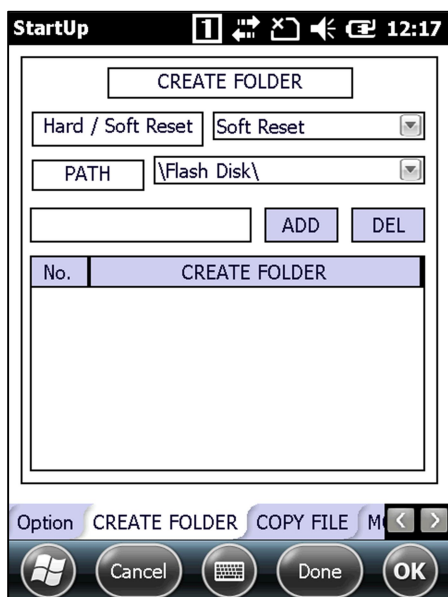 StartUp 1 12:17
CREATE FOLDER
Hard / Soft Reset Soft Reset
PATH \Flash Disk\
ADD DEL
No. CREATE FOLDER
Option CREATE FOLDER COPY FILE M
Cancel Done OK